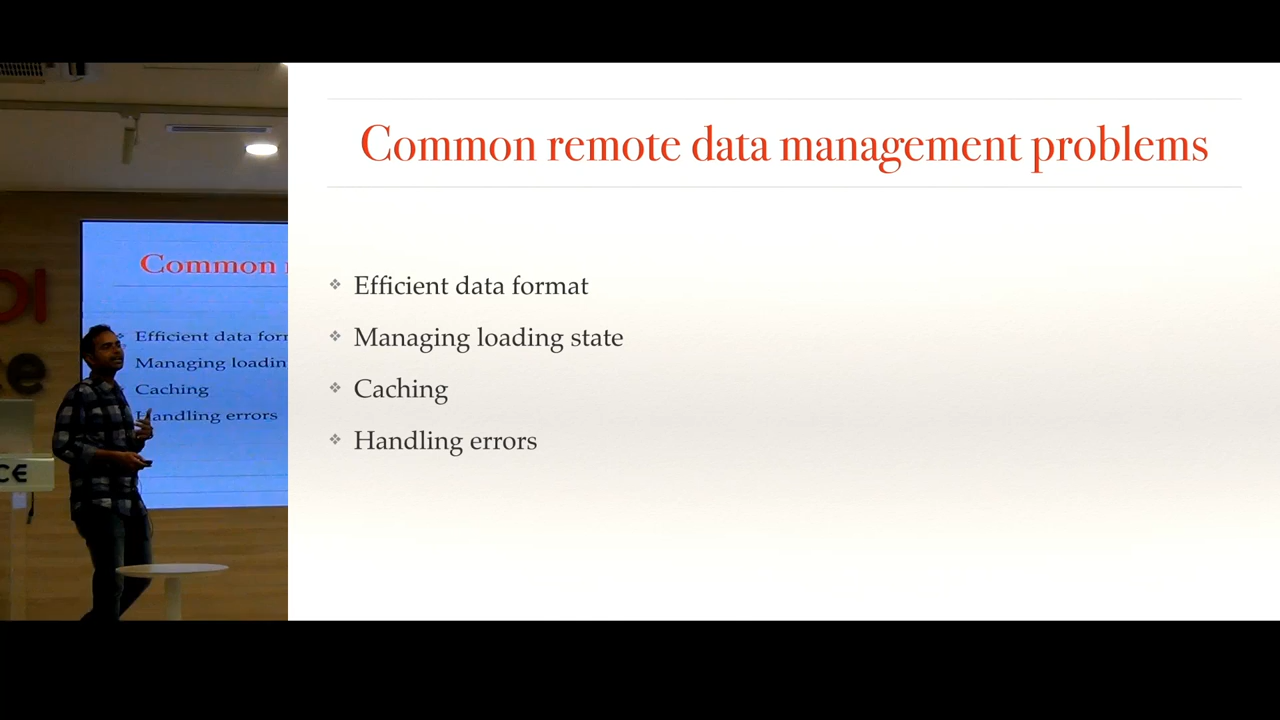 Common remote data management problems
Efficient data format
Managing loading state
Caching
Handling errors
Common
Efficient data for
Managing loadin
Caching
Handling errors
CE